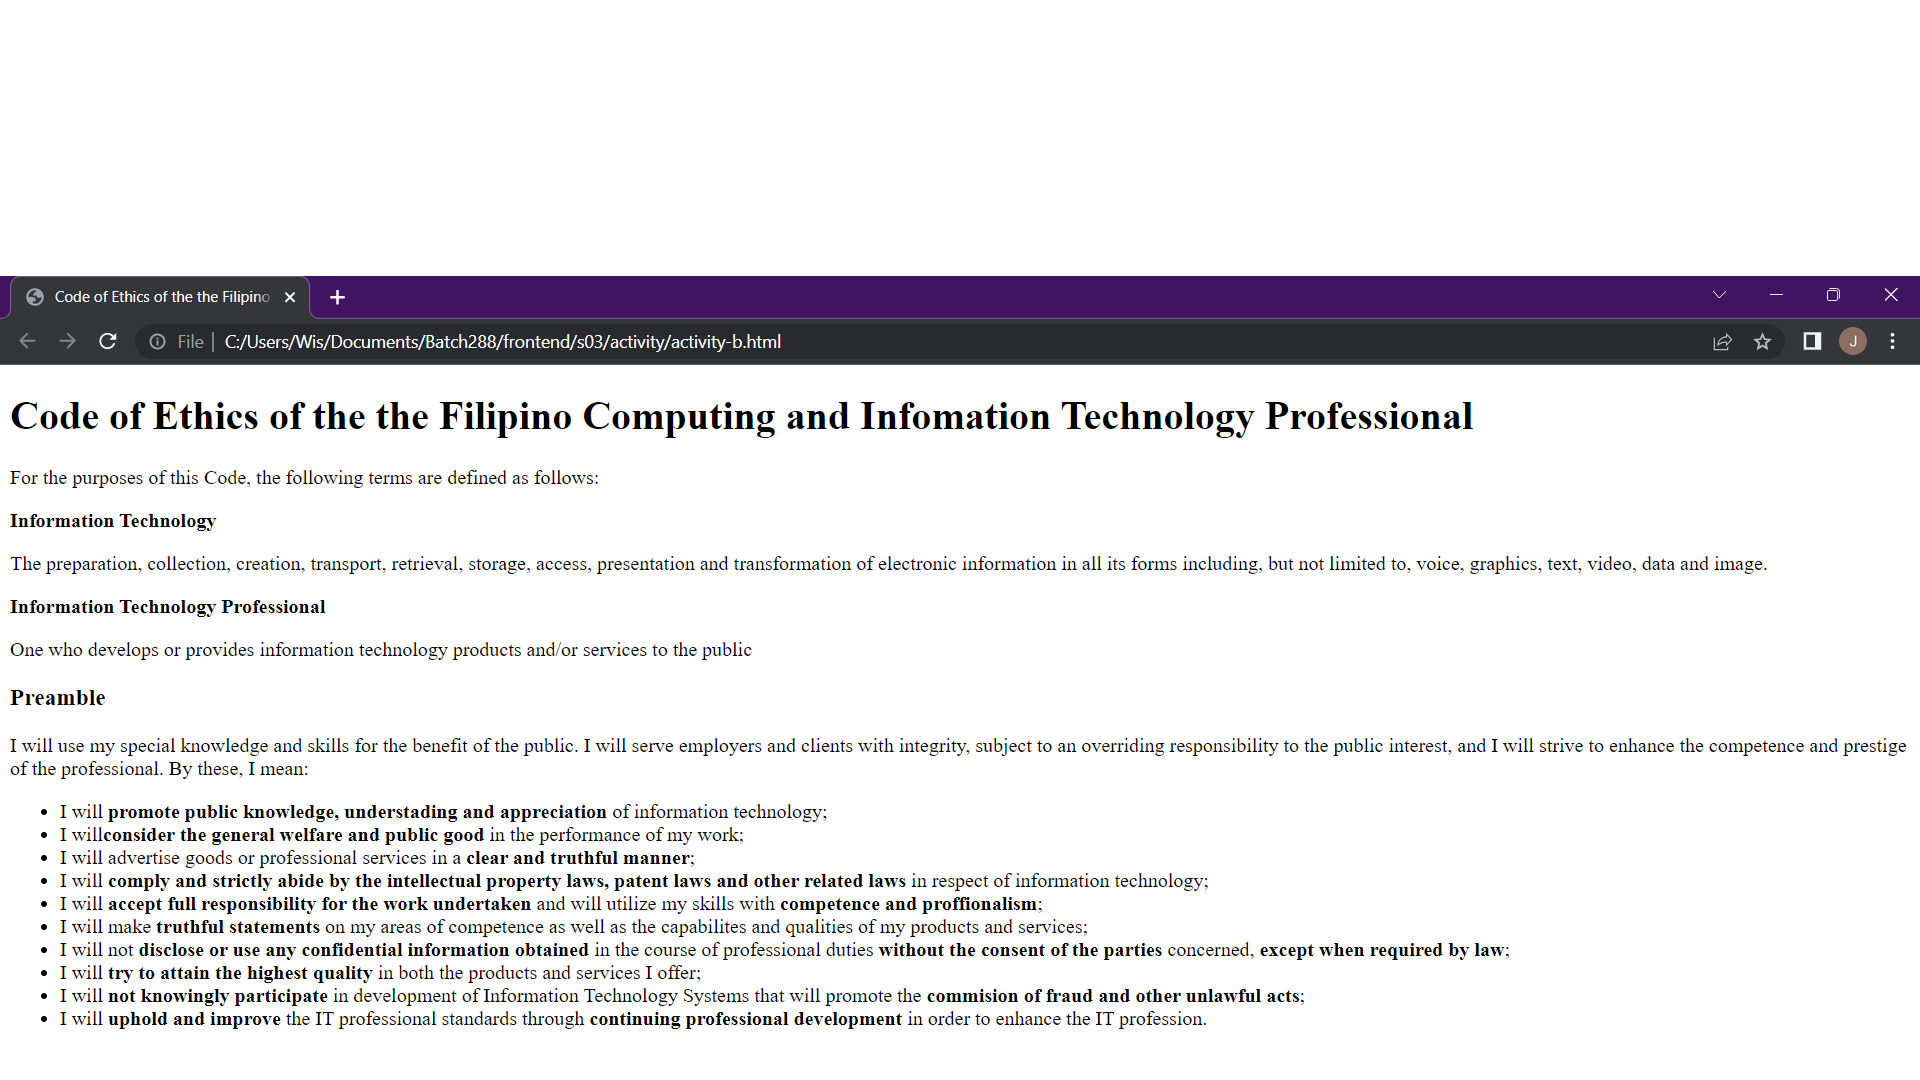 Code of Ethics of the the Filipino
File | C:/Users/Wis/Documents/Batch288/frontend/s03/activity/activity-b.html
J
Code of Ethics of the the Filipino Computing and Infomation Technology Professional
For the purposes of this Code, the following terms are defined as follows:
Information Technology
The preparation, collection, creation, transport, retrieval, storage, access, presentation and transformation of electronic information in all its forms including, but not limited to, voice, graphics, text, video, data and image.
Information Technology Professional
One who develops or provides information technology products and/or services to the public
Preamble
I will use my special knowledge and skills for the benefit of the public. I will serve employers and clients with integrity, subject to an overriding responsibility to the public interest, and I will strive to enhance the competence and prestige
of the professional. By these, I mean:
• I will promote public knowledge, understading and appreciation of information technology;
• I willconsider the general welfare and public good in the performance of my work;
• I will advertise goods or professional services in a clear and truthful manner;
• I will comply and strictly abide by the intellectual property laws, patent laws and other related laws in respect of information technology;
• I will accept full responsibility for the work undertaken and will utilize my skills with competence and proffionalism;
• I will make truthful statements on my areas of competence as well as the capabilites and qualities of my products and services;
• I will not disclose or use any confidential information obtained in the course of professional duties without the consent of the parties concerned, except when required by law;
• I will try to attain the highest quality in both the products and services I offer;
• I will not knowingly participate in development of Information Technology Systems that will promote the commision of fraud and other unlawful acts;
• I will uphold and improve the IT professional standards through continuing professional development in order to enhance the IT profession.